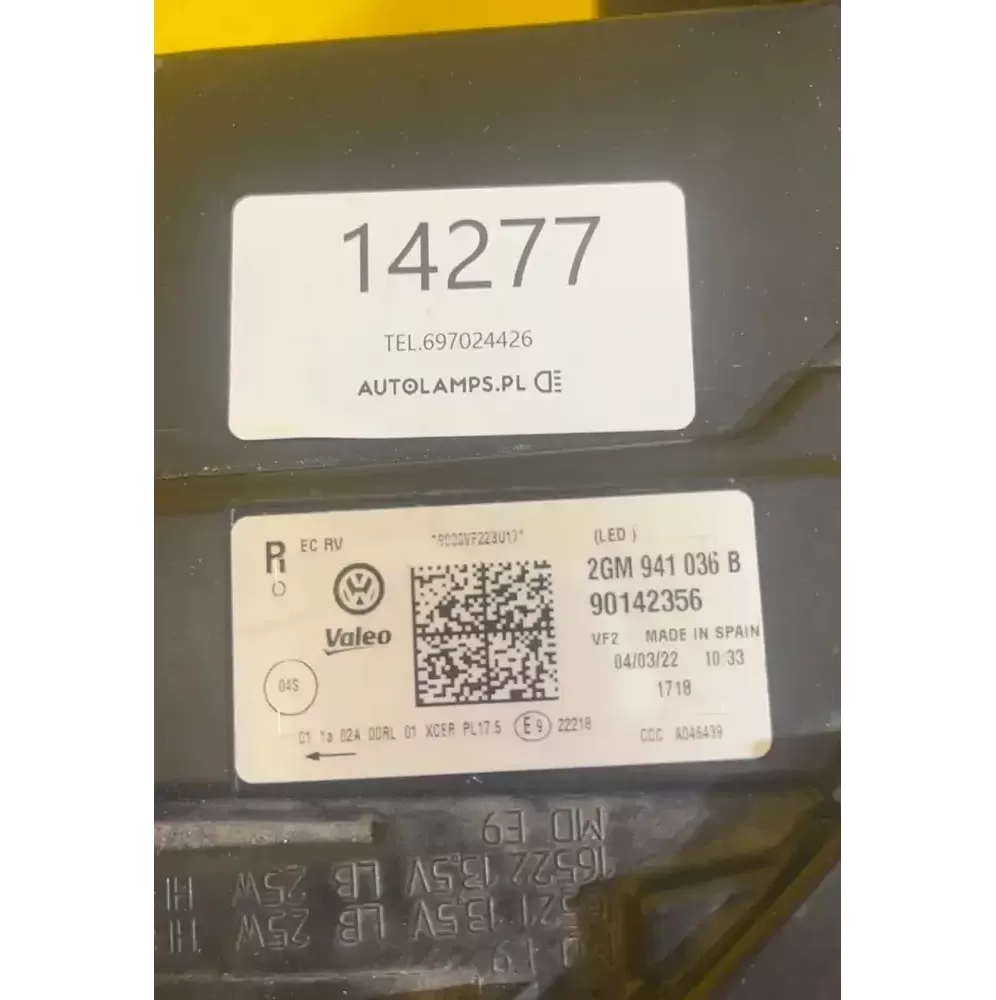 14277
TEL.697024426
AUTOLAMPS.PL
R EC RV
(LED)
2GM 941 036 B
90142356
Valeo
VF2 MADE IN SPAIN
04/03/22 10:33
1718
04S
01 1a 02A 00RL 01 XCER PL17.5 E9 22218
CCC A046439
MD E9
16522 13,5V LB 25W
13,5V LB 25W